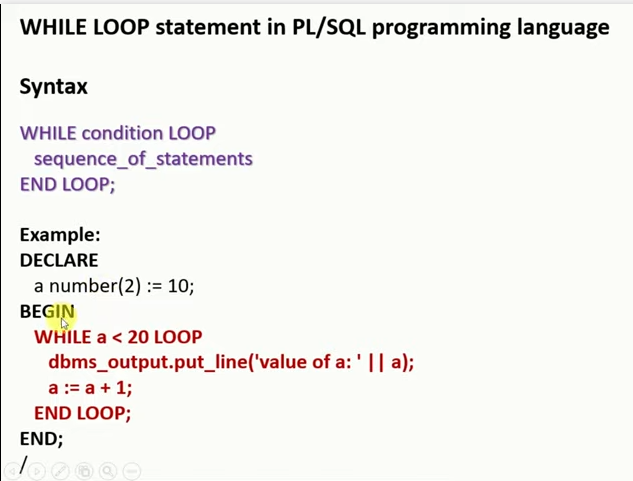 WHILE LOOP statement in PL/SQL programming language
Syntax
WHILE condition LOOP
sequence_of_statements
END LOOP;
Example:
DECLARE
a number(2) := 10;
BEGIN
WHILE a < 20 LOOP
dbms_output.put_line('value of a: ' || a);
a := a + 1;
END LOOP;
END;
/